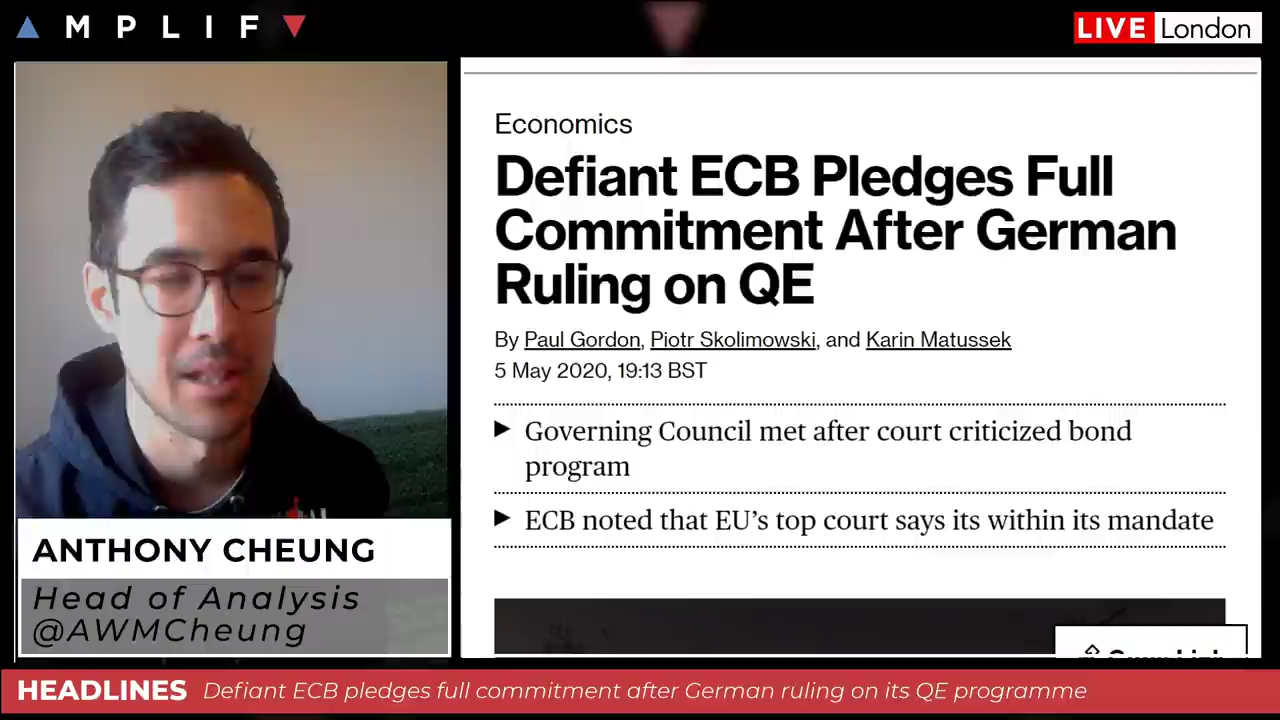 AMPLIFY
LIVE London
Economics
Defiant ECB Pledges Full
Commitment After German
Ruling on QE
By Paul Gordon, Piotr Skolimowski, and Karin Matussek
5 May 2020, 19:13 BST
Governing Council met after court criticized bond
program
ECB noted that EU's top court says its within its mandate
ANTHONY CHEUNG
Head of Analysis
@AWMCheung
HEADLINES Defiant ECB pledges full commitment after German ruling on its QE programme